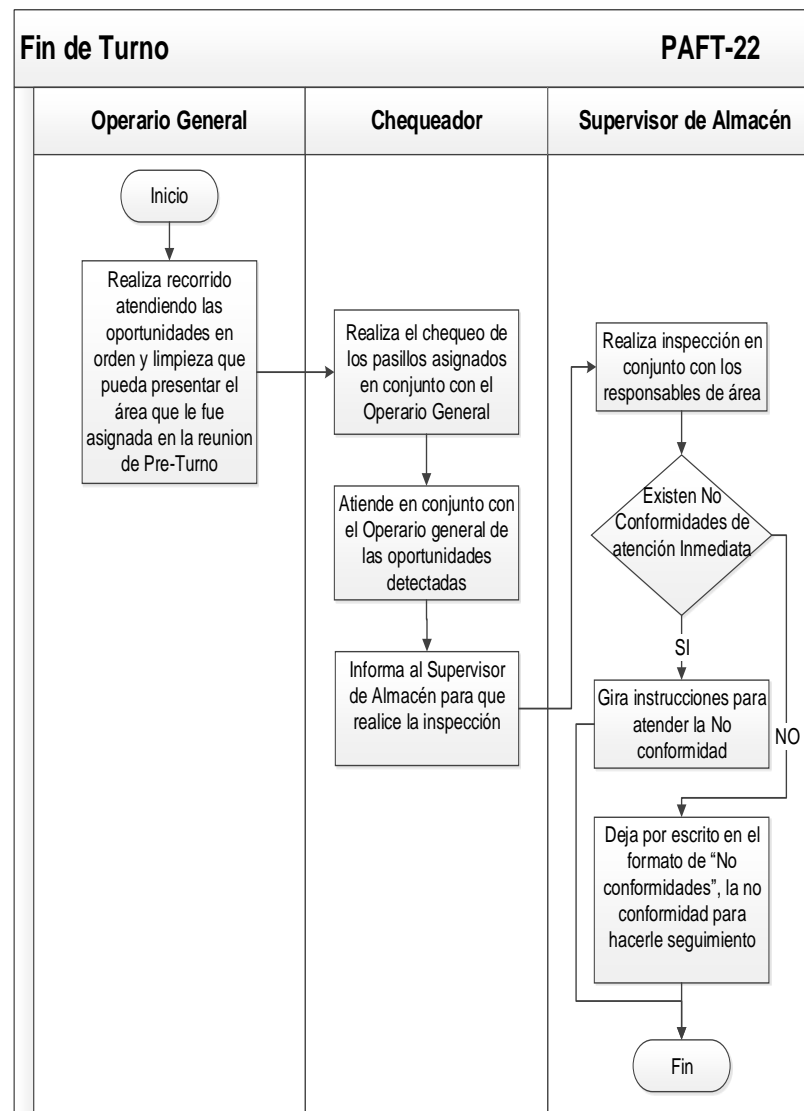 Fin de Turno PAFT-22
Operario General
Chequeador
Supervisor de Almacén
Inicio
Realiza recorrido
atendiendo las
oportunidades en
orden y limpieza que
pueda presentar el
área que le fue
asignada en la reunion
de Pre-Turno
Realiza el chequeo de
los pasillos asignados
en conjunto con el
Operario General
Atiende en conjunto con
el Operario general de
las oportunidades
detectadas
Informa al Supervisor
de Almacén para que
realice la inspección
Realiza inspección en
conjunto con los
responsables de área
Existen No
Conformidades de
atención Inmediata
SI
NO
Gira instrucciones para
atender la No
conformidad
Deja por escrito en el
formato de “No
conformidades”, la no
conformidad para
hacerle seguimiento
Fin